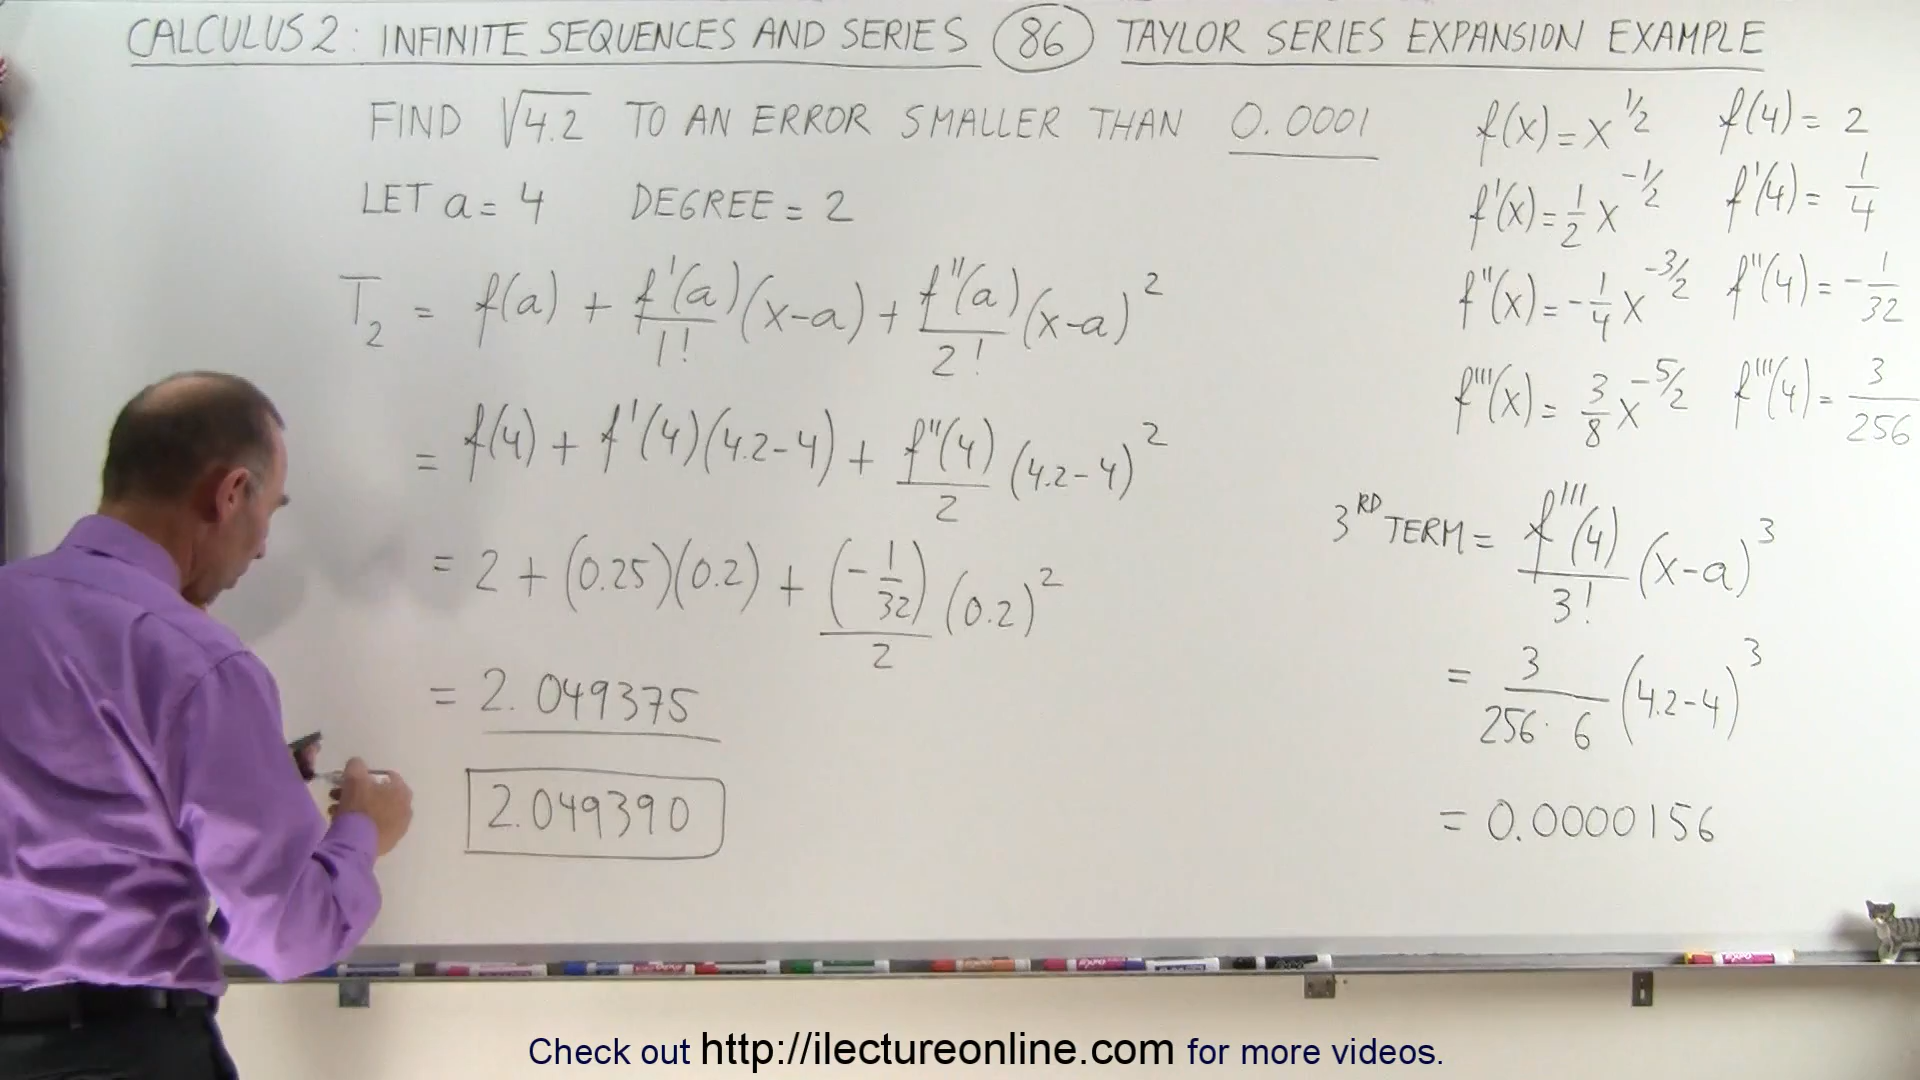 CALCULUS 2: INFINITE SEQUENCES AND SERIES 86 TAYLOR SERIES EXPANSION EXAMPLE
FIND √4.2 TO AN ERROR SMALLER THAN 0.0001
LET a = 4 DEGREE = 2
T₂ = f(a) + f'(a)/1! (x-a) + f''(a)/2! (x-a)²
= f(4) + f'(4)(4.2-4) + f''(4)/2 (4.2-4)²
= 2 + (0.25)(0.2) + (-1/32)/2 (0.2)²
= 2.049375
2.049390
f(x) = x^1/2 f(4) = 2
f'(x) = 1/2 x^-1/2 f'(4) = 1/4
f''(x) = -1/4 x^-3/2 f''(4) = -1/32
f'''(x) = 3/8 x^-5/2 f'''(4) = 3/256
3RD TERM = f'''(4)/3! (x-a)³
= 3/(256·6) (4.2-4)³
= 0.0000156
Check out http://ilectureonline.com for more videos.